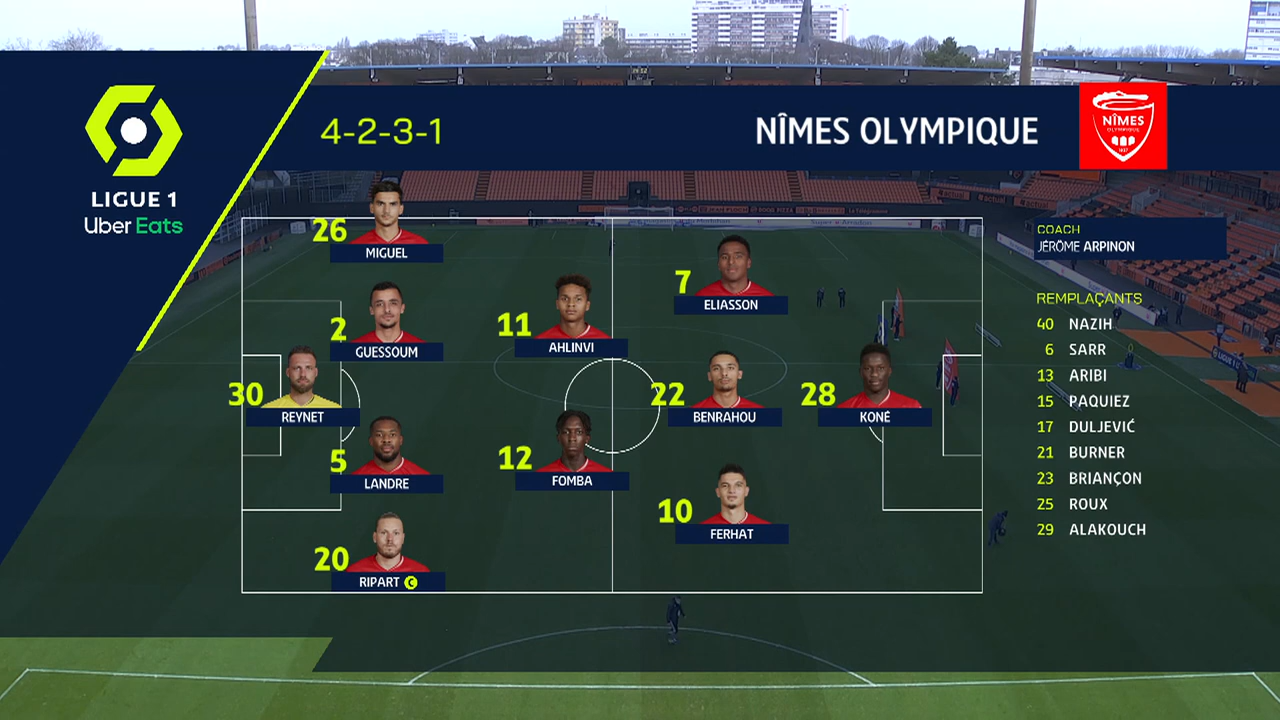 LIGUE 1
Uber Eats
4-2-3-1
NÎMES OLYMPIQUE
NÎMES
OLYMPIQUE
26
MIGUEL
2
GUESSOUM
30
REYNET
5
LANDRE
20
RIPART C
11
AHLINVI
12
FOMBA
7
ELIASSON
22
BENRAHOU
10
FERHAT
28
KONÉ
COACH
JÉRÔME ARPINON
REMPLAÇANTS
40 NAZIH
6 SARR
13 ARIBI
15 PAQUIEZ
17 DULJEVIĆ
21 BURNER
23 BRIANÇON
25 ROUX
29 ALAKOUCH